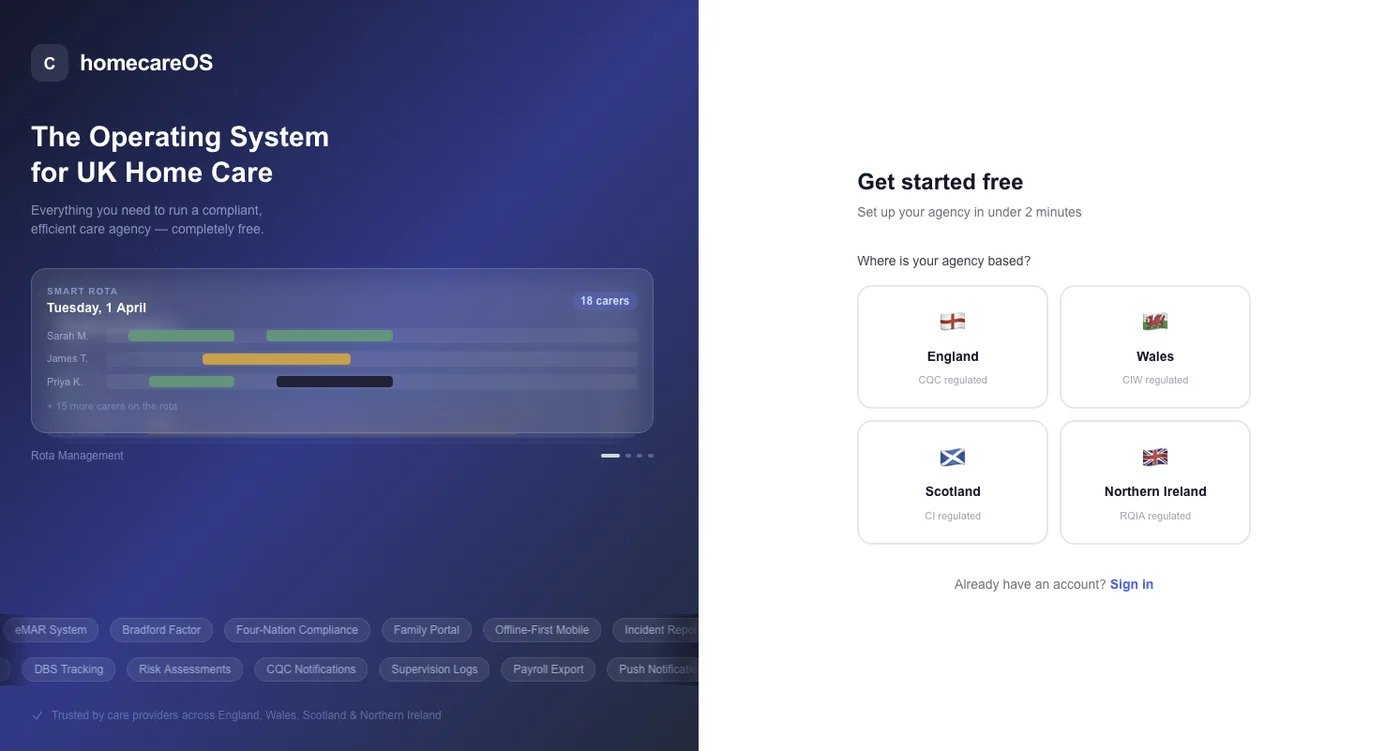 C
homecareOS
The Operating System
for UK Home Care
Everything you need to run a compliant,
efficient care agency — completely free.
SMART ROTA
Tuesday, 1 April
18 carers
Sarah M.
James T.
Priya K.
+ 15 more carers on the rota
Rota Management
eMAR System
Bradford Factor
Four-Nation Compliance
Family Portal
Offline-First Mobile
Incident Repo
DBS Tracking
Risk Assessments
CQC Notifications
Supervision Logs
Payroll Export
Push Notificatio
Trusted by care providers across England, Wales, Scotland & Northern Ireland
Get started free
Set up your agency in under 2 minutes
Where is your agency based?
England
CQC regulated
Wales
CIW regulated
Scotland
CI regulated
Northern Ireland
RQIA regulated
Already have an account? Sign in